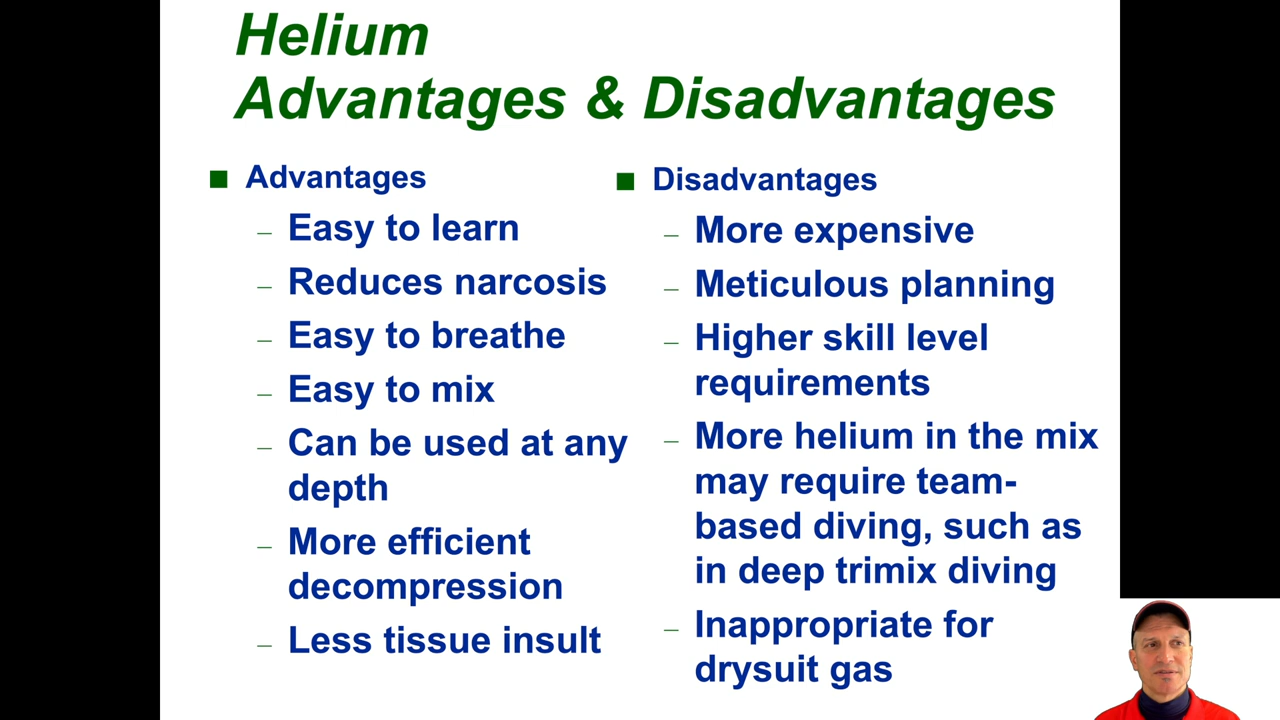 Helium
Advantages & Disadvantages
Advantages
– Easy to learn
– Reduces narcosis
– Easy to breathe
– Easy to mix
– Can be used at any
depth
– More efficient
decompression
– Less tissue insult
Disadvantages
– More expensive
– Meticulous planning
– Higher skill level
requirements
– More helium in the mix
may require team-
based diving, such as
in deep trimix diving
– Inappropriate for
drysuit gas